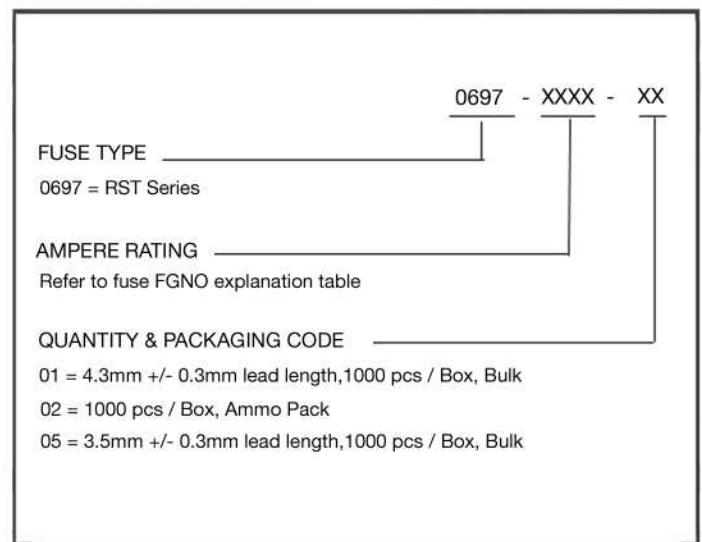 0697 - XXXX - XX
FUSE TYPE
0697 = RST Series
AMPERE RATING
Refer to fuse FGNO explanation table
QUANTITY & PACKAGING CODE
01 = 4.3mm +/- 0.3mm lead length,1000 pcs / Box, Bulk
02 = 1000 pcs / Box, Ammo Pack
05 = 3.5mm +/- 0.3mm lead length,1000 pcs / Box, Bulk